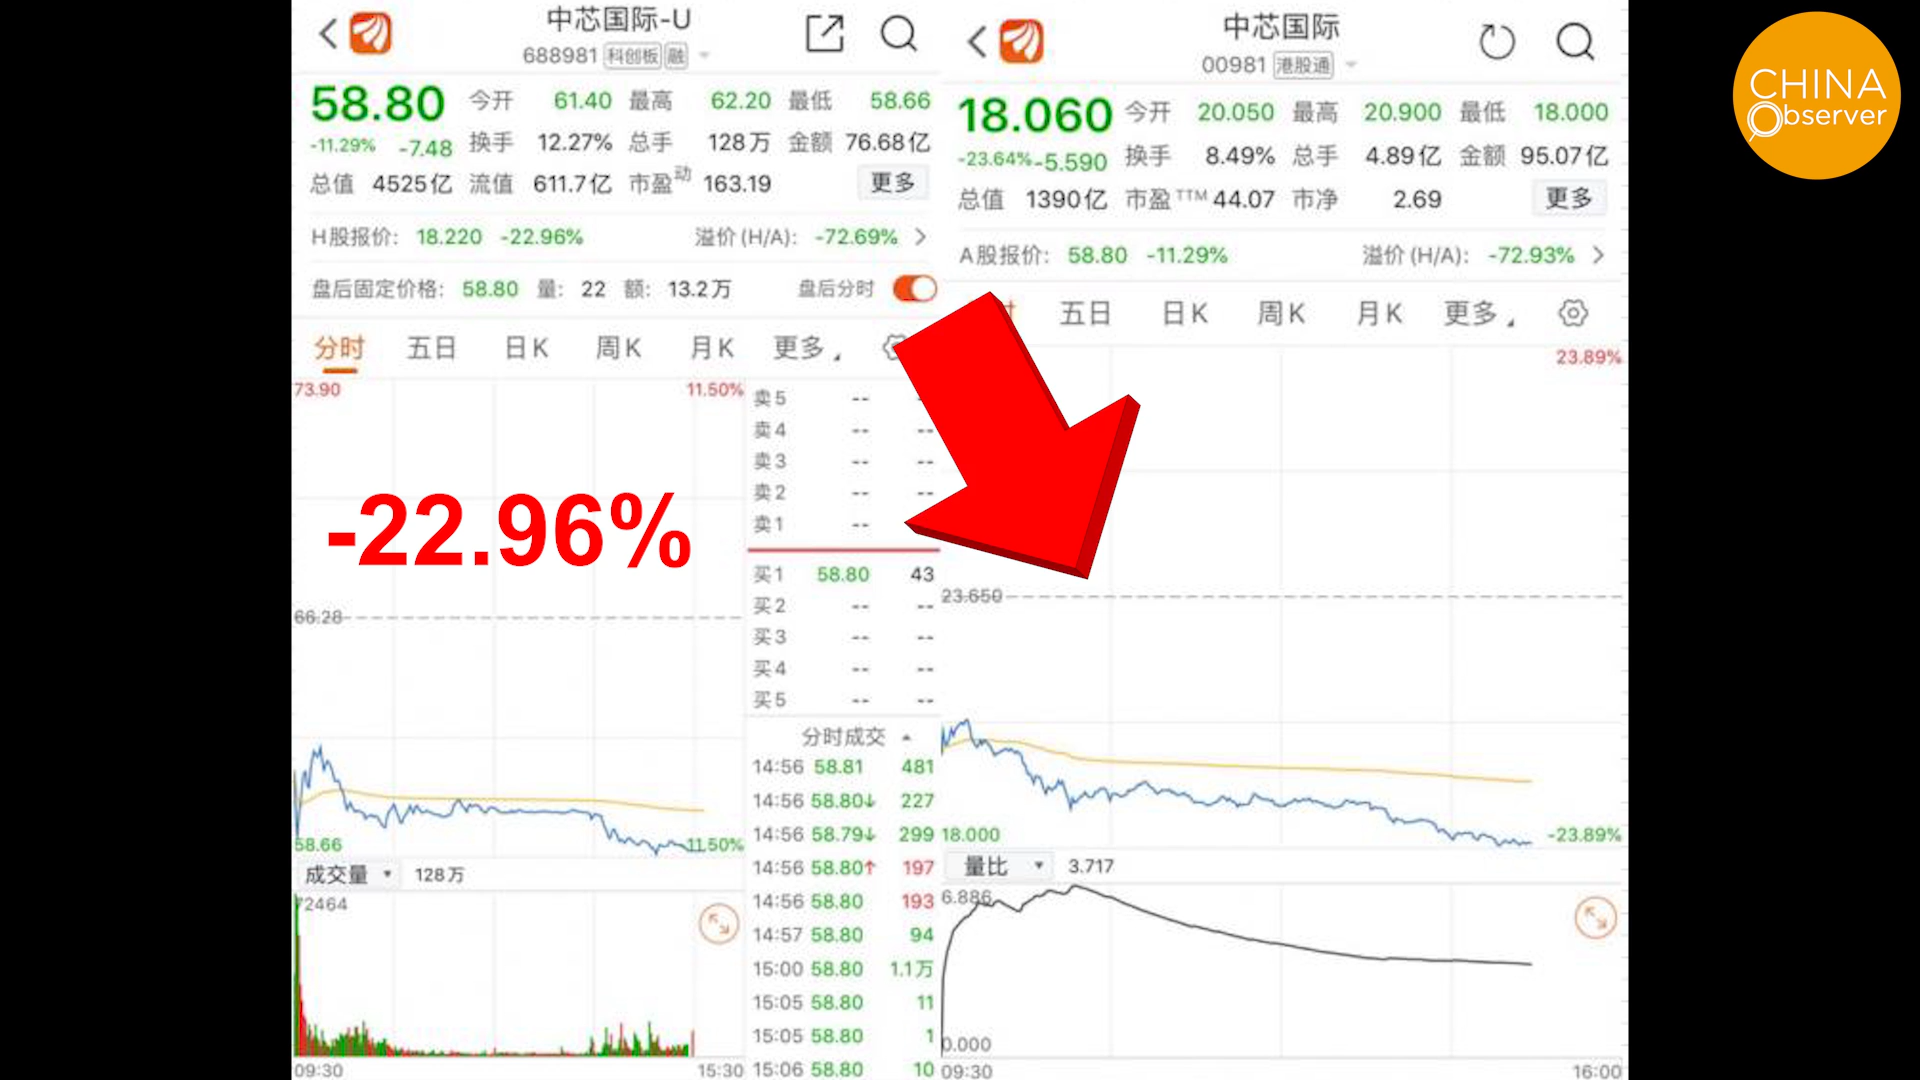 中芯国际-U
688981 科创板 融
58.80 今开 61.40 最高 62.20 最低 58.66
-11.29% -7.48 换手 12.27% 总手 128万 金额 76.68亿
总值 4525亿 流值 611.7亿 市盈动 163.19 更多
H股报价: 18.220 -22.96% 溢价(H/A): -72.69%
盘后固定价格: 58.80 量: 22 额: 13.2万 盘后分时
分时 五日 日K 周K 月K 更多
73.90 11.50%
-22.96%
66.28
58.66 11.50%
成交量 128万
72464
09:30 15:30
卖5 --
卖4 -- --
卖3 -- --
卖2 -- --
卖1 --
买1 58.80 43
买2 -- --
买3 -- --
买4 -- --
买5 -- --
分时成交
14:56 58.81 481
14:56 58.80↓ 227
14:56 58.79↓ 299
14:56 58.80↑ 197
14:56 58.80 193
14:57 58.80 94
15:00 58.80 1.1万
15:05 58.80 11
15:05 58.80 1
15:06 58.80 10
中芯国际
00981 港股通
18.060 今开 20.050 最高 20.900 最低 18.000
-23.64% -5.590 换手 8.49% 总手 4.89亿 金额 95.07亿
总值 1390亿 市盈TTM 44.07 市净 2.69 更多
A股报价: 58.80 -11.29% 溢价(H/A): -72.93%
五日 日K 周K 月K 更多
23.89%
23.650
18.000 -23.89%
量比 3.717
6.886
0.000
09:30 16:00
CHINA
Observer